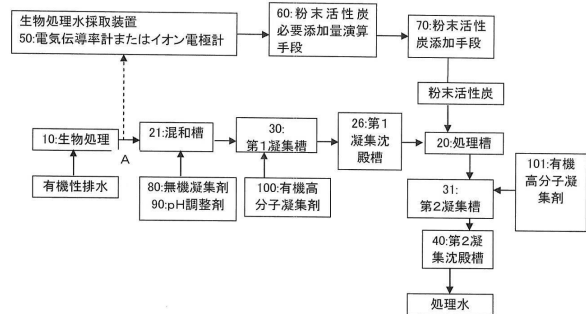 生物処理水採取装置
50:電気伝導率計またはイオン電極計
60:粉末活性炭
必要添加量演算
手段
70:粉末活性
炭添加手段
粉末活性炭
10:生物処理
A
21:混和槽
30:
第1凝集槽
26:第1
凝集沈
殿槽
20:処理槽
有機性排水
80:無機凝集剤
90:pH調整剤
100:有機高
分子凝集剤
31:
第2凝集槽
101:有機
高分子凝
集剤
40:第2凝
集沈殿槽
処理水